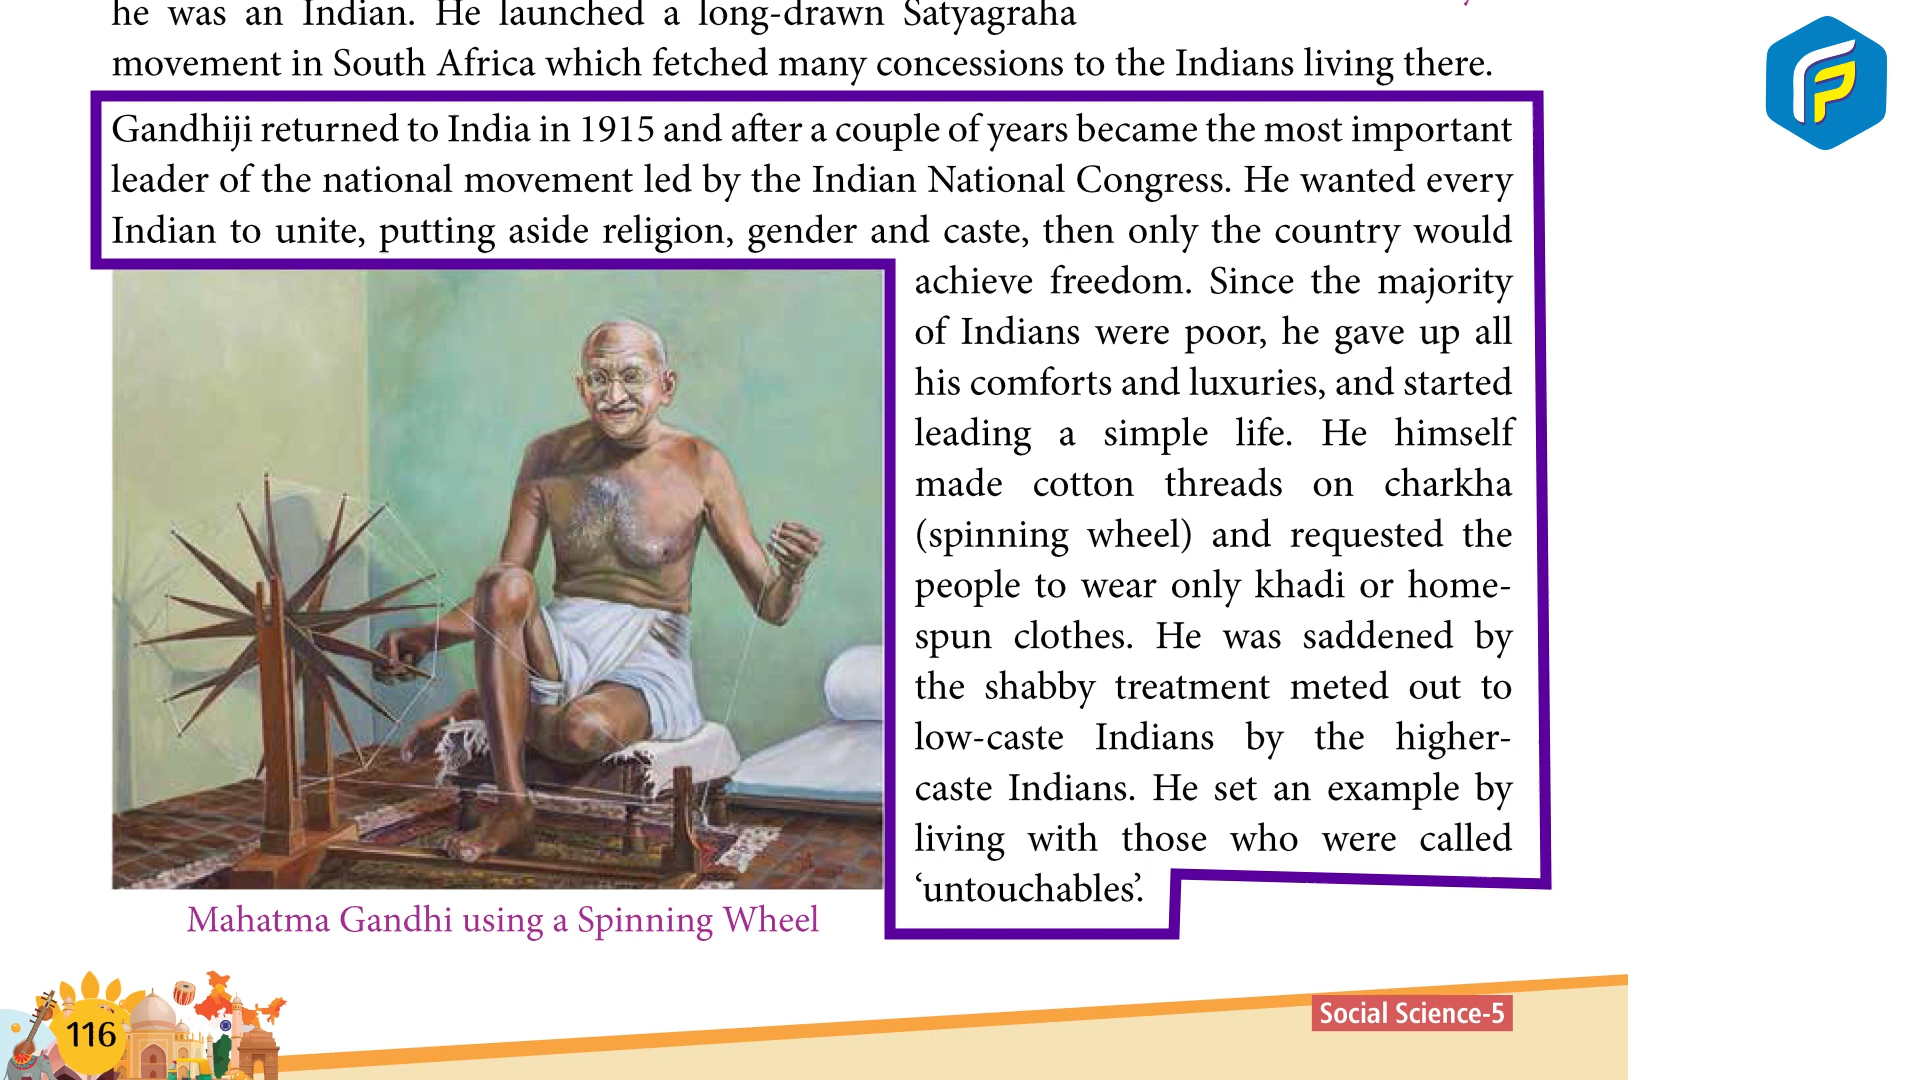 he was an Indian. He launched a long-drawn Satyagraha
movement in South Africa which fetched many concessions to the Indians living there.
Gandhiji returned to India in 1915 and after a couple of years became the most important
leader of the national movement led by the Indian National Congress. He wanted every
Indian to unite, putting aside religion, gender and caste, then only the country would
achieve freedom. Since the majority
of Indians were poor, he gave up all
his comforts and luxuries, and started
leading a simple life. He himself
made cotton threads on charkha
(spinning wheel) and requested the
people to wear only khadi or home-
spun clothes. He was saddened by
the shabby treatment meted out to
low-caste Indians by the higher-
caste Indians. He set an example by
living with those who were called
‘untouchables’.
Mahatma Gandhi using a Spinning Wheel
116
Social Science-5